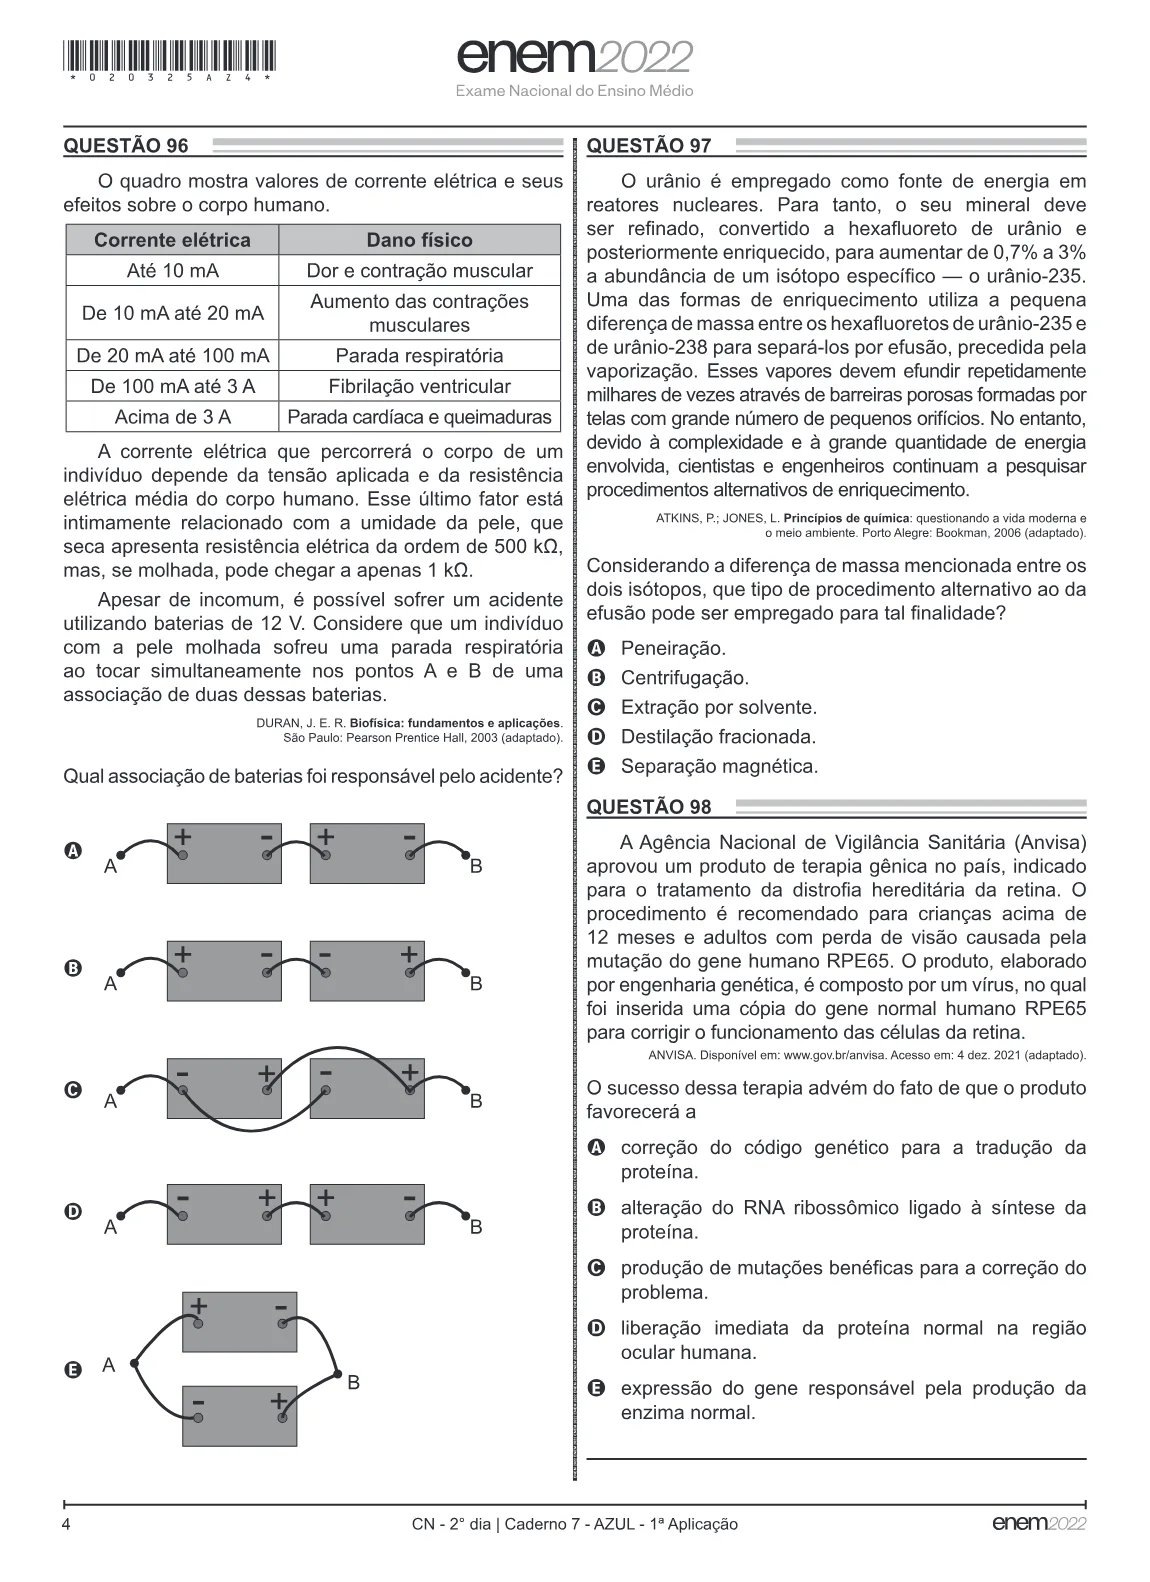 *020325AZ4*
enem2022
Exame Nacional do Ensino Médio
QUESTÃO 96
O quadro mostra valores de corrente elétrica e seus
efeitos sobre o corpo humano.
Corrente elétrica Dano físico
Até 10 mA Dor e contração muscular
De 10 mA até 20 mA Aumento das contrações
musculares
De 20 mA até 100 mA Parada respiratória
De 100 mA até 3 A Fibrilação ventricular
Acima de 3 A Parada cardíaca e queimaduras
A corrente elétrica que percorrerá o corpo de um
indivíduo depende da tensão aplicada e da resistência
elétrica média do corpo humano. Esse último fator está
intimamente relacionado com a umidade da pele, que
seca apresenta resistência elétrica da ordem de 500 kΩ,
mas, se molhada, pode chegar a apenas 1 kΩ.
Apesar de incomum, é possível sofrer um acidente
utilizando baterias de 12 V. Considere que um indivíduo
com a pele molhada sofreu uma parada respiratória
ao tocar simultaneamente nos pontos A e B de uma
associação de duas dessas baterias.
DURAN, J. E. R. Biofísica: fundamentos e aplicações.
São Paulo: Pearson Prentice Hall, 2003 (adaptado).
Qual associação de baterias foi responsável pelo acidente?
A A + - + - B
B A + - - + B
C A - + - + B
D A - + + - B
E A + - - + B
QUESTÃO 97
O urânio é empregado como fonte de energia em
reatores nucleares. Para tanto, o seu mineral deve
ser refinado, convertido a hexafluoreto de urânio e
posteriormente enriquecido, para aumentar de 0,7% a 3%
a abundância de um isótopo específico — o urânio-235.
Uma das formas de enriquecimento utiliza a pequena
diferença de massa entre os hexafluoretos de urânio-235 e
de urânio-238 para separá-los por efusão, precedida pela
vaporização. Esses vapores devem efundir repetidamente
milhares de vezes através de barreiras porosas formadas por
telas com grande número de pequenos orifícios. No entanto,
devido à complexidade e à grande quantidade de energia
envolvida, cientistas e engenheiros continuam a pesquisar
procedimentos alternativos de enriquecimento.
ATKINS, P.; JONES, L. Princípios de química: questionando a vida moderna e
o meio ambiente. Porto Alegre: Bookman, 2006 (adaptado).
Considerando a diferença de massa mencionada entre os
dois isótopos, que tipo de procedimento alternativo ao da
efusão pode ser empregado para tal finalidade?
A Peneiração.
B Centrifugação.
C Extração por solvente.
D Destilação fracionada.
E Separação magnética.
QUESTÃO 98
A Agência Nacional de Vigilância Sanitária (Anvisa)
aprovou um produto de terapia gênica no país, indicado
para o tratamento da distrofia hereditária da retina. O
procedimento é recomendado para crianças acima de
12 meses e adultos com perda de visão causada pela
mutação do gene humano RPE65. O produto, elaborado
por engenharia genética, é composto por um vírus, no qual
foi inserida uma cópia do gene normal humano RPE65
para corrigir o funcionamento das células da retina.
ANVISA. Disponível em: www.gov.br/anvisa. Acesso em: 4 dez. 2021 (adaptado).
O sucesso dessa terapia advém do fato de que o produto
favorecerá a
A correção do código genético para a tradução da
proteína.
B alteração do RNA ribossômico ligado à síntese da
proteína.
C produção de mutações benéficas para a correção do
problema.
D liberação imediata da proteína normal na região
ocular humana.
E expressão do gene responsável pela produção da
enzima normal.
4
CN - 2° dia | Caderno 7 - AZUL - 1ª Aplicação
enem2022